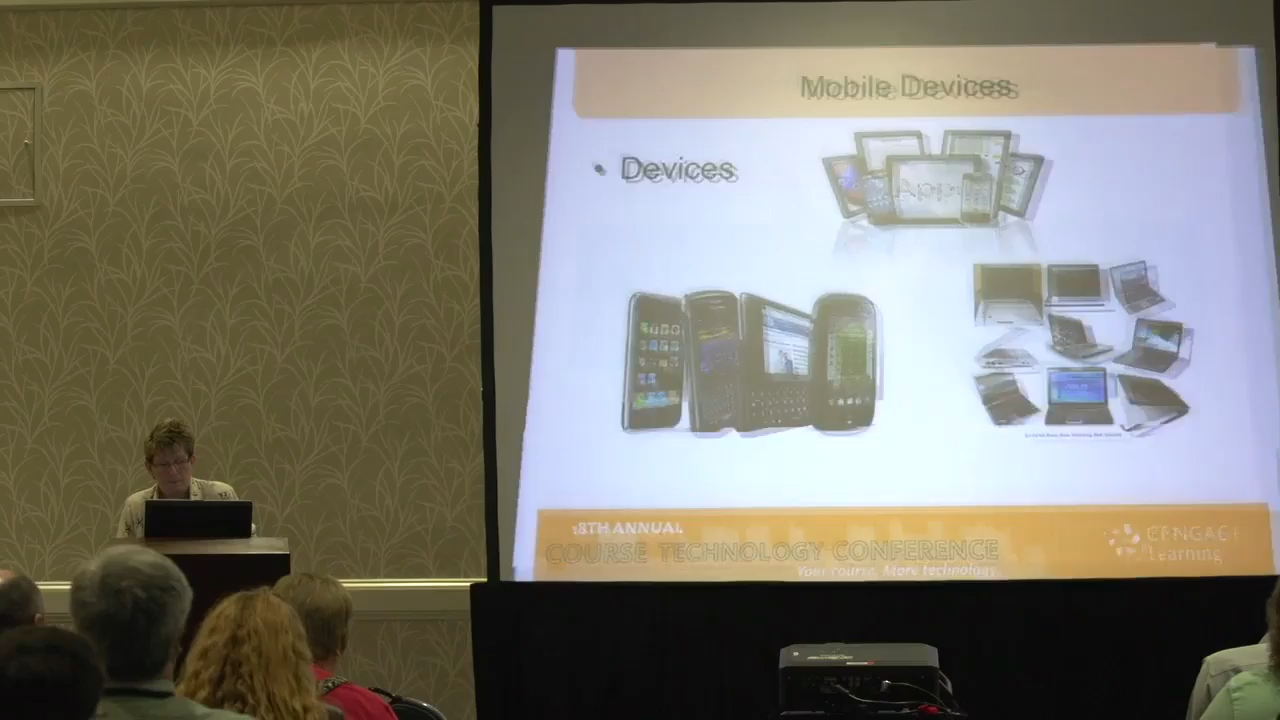 Mobile Devices
• Devices
18TH ANNUAL
COURSE TECHNOLOGY CONFERENCE
Your course. More technology.
CENGAGE
Learning